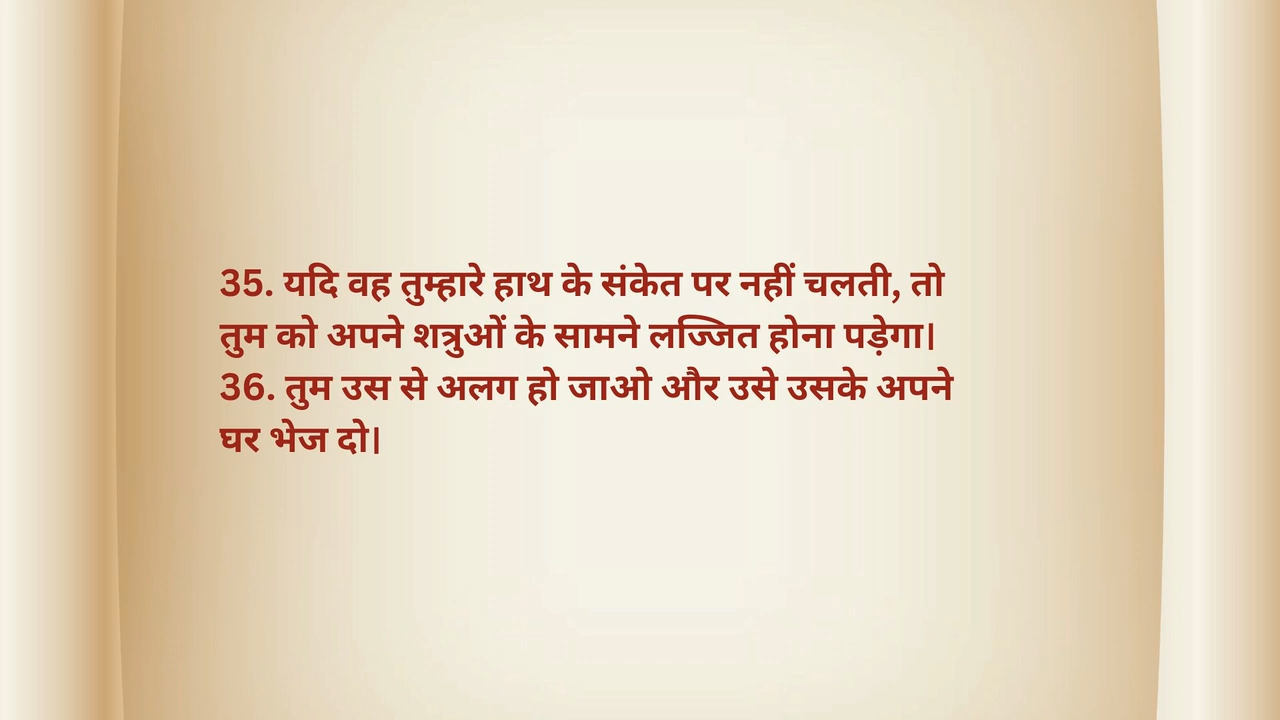 35. यदि वह तुम्हारे हाथ के संकेत पर नहीं चलती, तो
तुम को अपने शत्रुओं के सामने लज्जित होना पड़ेगा।
36. तुम उस से अलग हो जाओ और उसे उसके अपने
घर भेज दो।